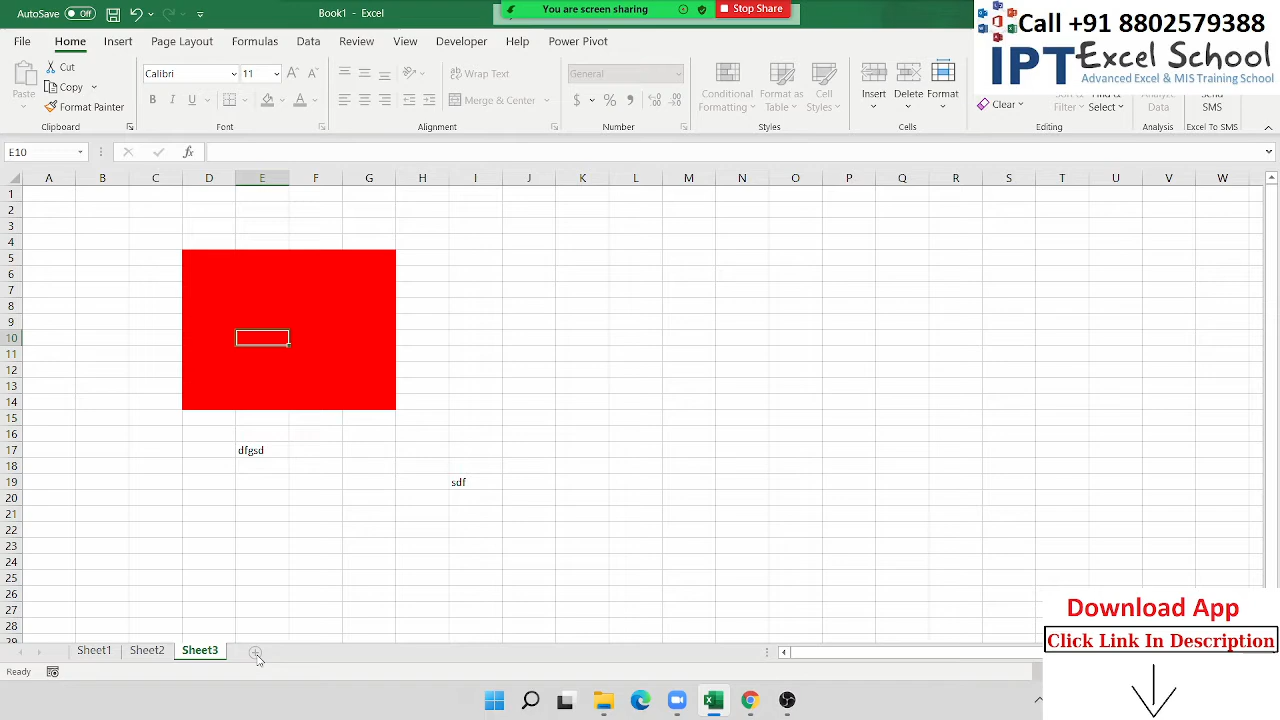 AutoSave Off Book1 - Excel You are screen sharing Stop Share
Call +91 8802579388
IPT Excel School
Advanced Excel & MIS Training School
File Home Insert Page Layout Formulas Data Review View Developer Help Power Pivot
Paste Cut Copy Format Painter
Calibri 11
B I U A
Wrap Text
Merge & Center
General
$ % ,
Conditional Formatting Format as Table Cell Styles
Insert Delete Format
Clear
Filter Select
Data
SMS
Clipboard Font Alignment Number Styles Cells Editing Analysis Excel To SMS
E10 fx
A B C D E F G H I J K L M N O P Q R S T U V W
1
2
3
4
5
6
7
8
9
10
11
12
13
14
15
16
17 dfgsd
18
19 sdf
20
21
22
23
24
25
26
27
28
29
Download App
Click Link In Description
Sheet1 Sheet2 Sheet3
Ready